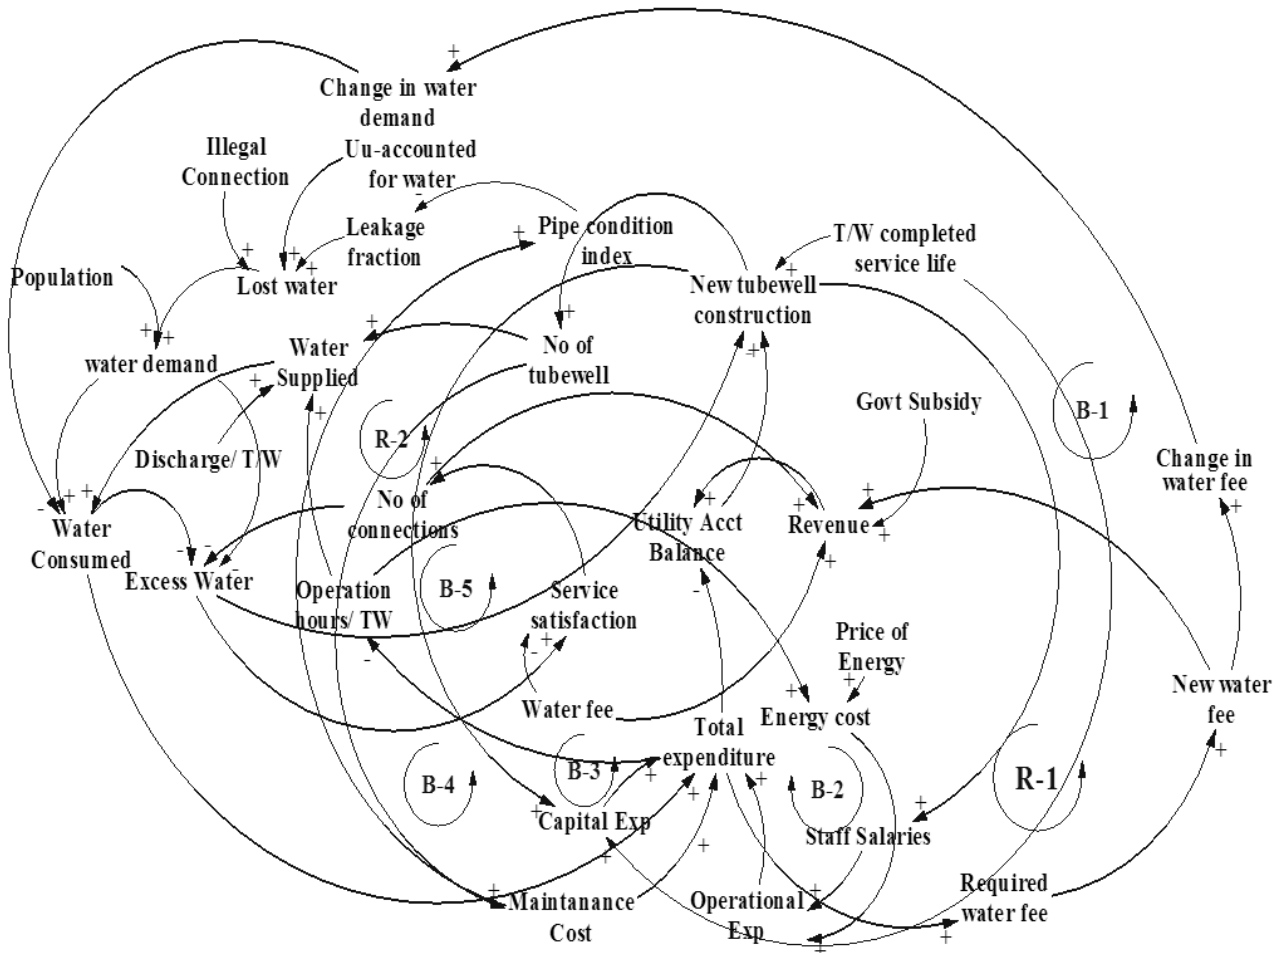 Change in water
demand
Illegal
Connection
Uu-accounted
for water
Leakage
fraction
Pipe condition
index
T/W completed
service life
Population
Lost water
New tubewell
construction
water demand
Water
Supplied
No of
tubewell
Govt Subsidy
B-1
R-2
Discharge/ T/W
Change in
water fee
No of
connections
Water
Consumed
Utility Acct
Balance
Revenue
Excess Water
Operation
hours/ TW
B-5
Service
satisfaction
Price of
Energy
New water
fee
Water fee
Energy cost
Total
expenditure
B-4
B-3
B-2
R-1
Capital Exp
Staff Salaries
Maintanance
Cost
Operational
Exp
Required
water fee